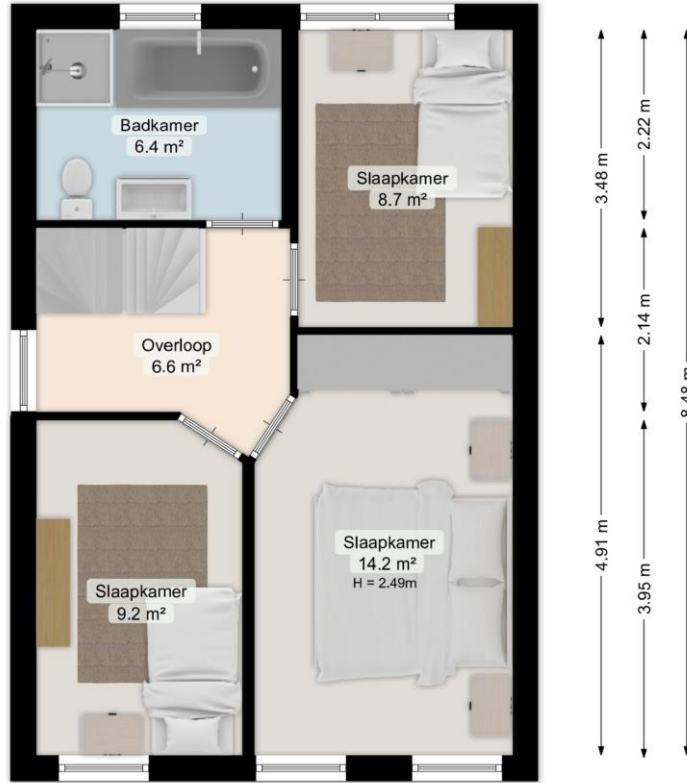 Badkamer
6.4 m²
Slaapkamer
8.7 m²
Overloop
6.6 m²
Slaapkamer
14.2 m²
H = 2.49m
Slaapkamer
9.2 m²
3.48 m
4.91 m
2.22 m
2.14 m
3.95 m
8.48 m